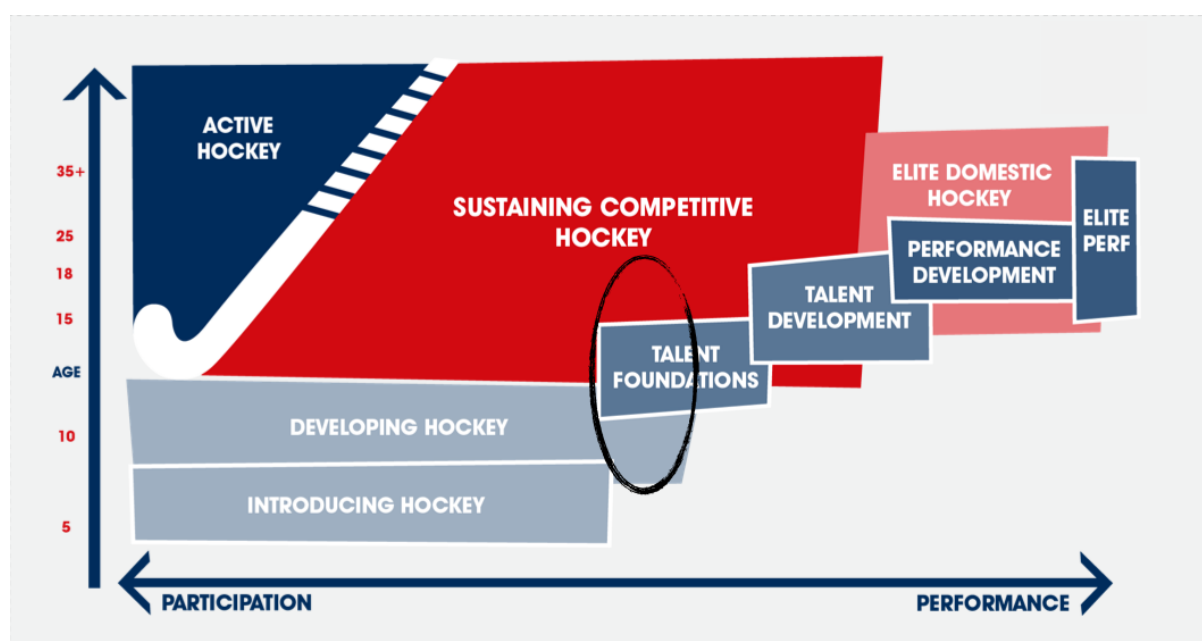 ACTIVE
HOCKEY
35+
SUSTAINING COMPETITIVE
HOCKEY
ELITE DOMESTIC
HOCKEY
ELITE
PERF
25
PERFORMANCE
DEVELOPMENT
18
TALENT
DEVELOPMENT
15
TALENT
FOUNDATIONS
AGE
DEVELOPING HOCKEY
10
INTRODUCING HOCKEY
5
PARTICIPATION
PERFORMANCE